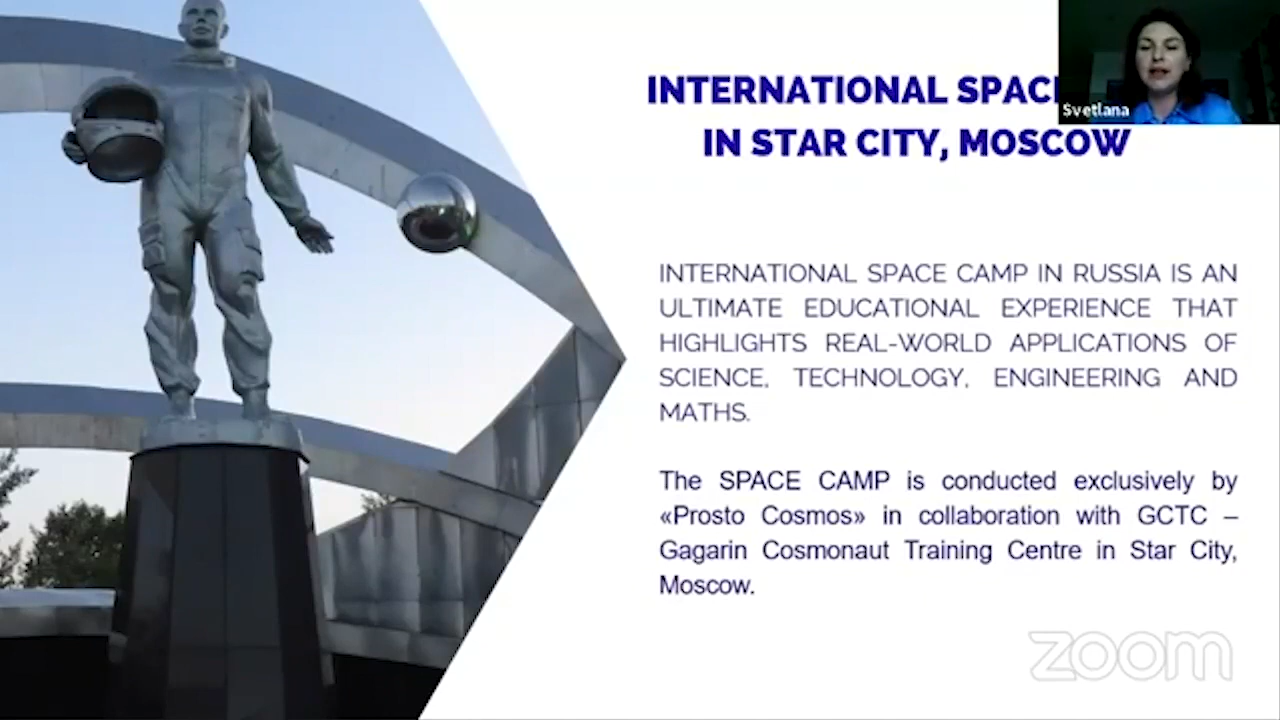 INTERNATIONAL SPAC
IN STAR CITY, MOSCOW
Svetlana
INTERNATIONAL SPACE CAMP IN RUSSIA IS AN
ULTIMATE EDUCATIONAL EXPERIENCE THAT
HIGHLIGHTS REAL-WORLD APPLICATIONS OF
SCIENCE, TECHNOLOGY, ENGINEERING AND
MATHS.
The SPACE CAMP is conducted exclusively by
«Prosto Cosmos» in collaboration with GCTC –
Gagarin Cosmonaut Training Centre in Star City,
Moscow.
zoom